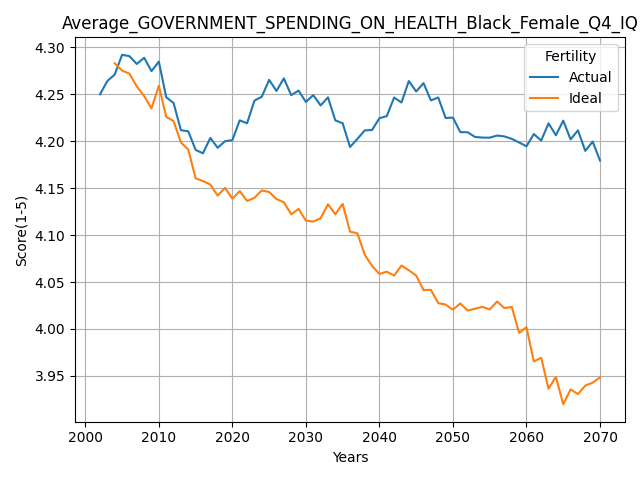 Average_GOVERNMENT_SPENDING_ON_HEALTH_Black_Female_Q4_IQ
Fertility
Actual
Ideal
Score(1-5)
4.30
4.25
4.20
4.15
4.10
4.05
4.00
3.95
2000 2010 2020 2030 2040 2050 2060 2070
Years